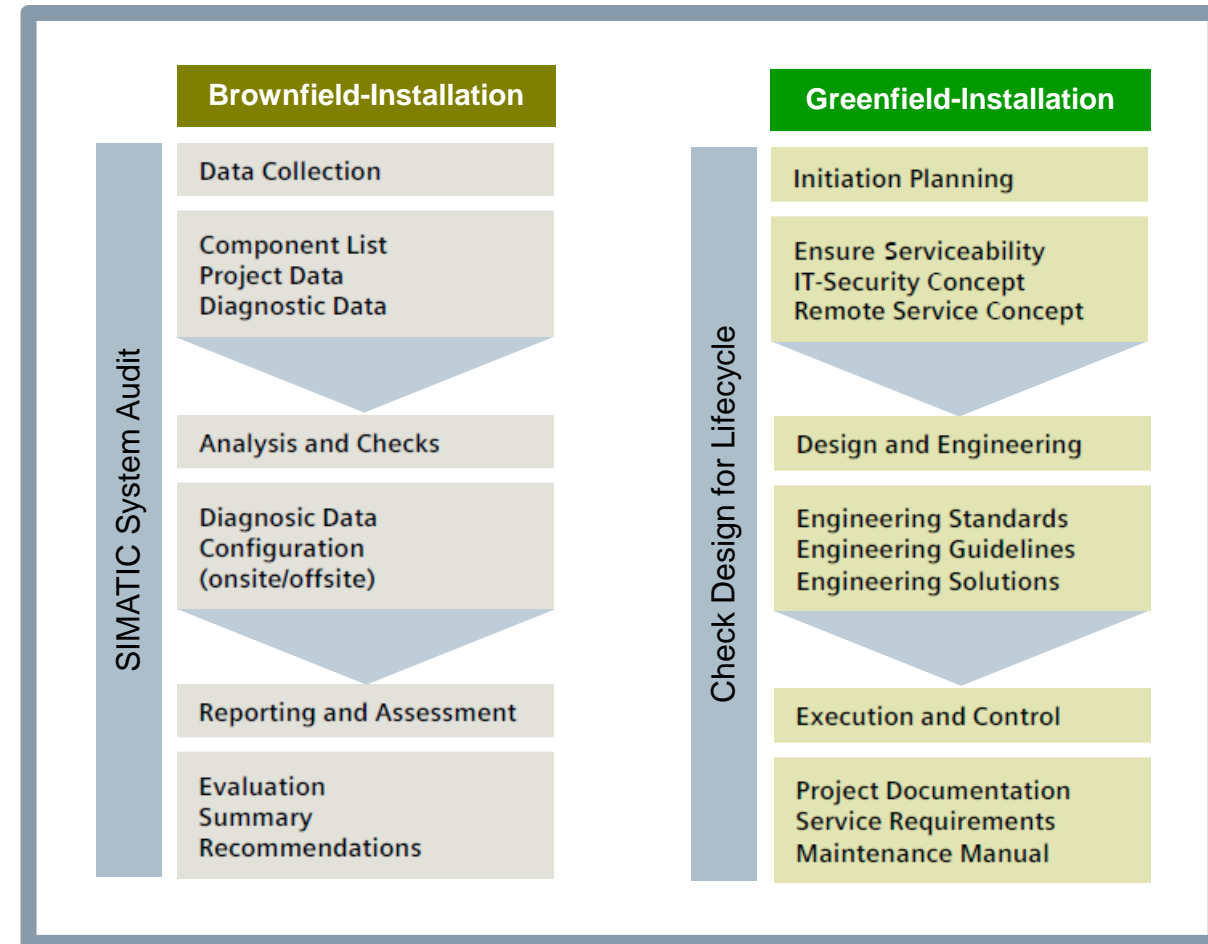 Brownfield-Installation
SIMATIC System Audit
Data Collection
Component List
Project Data
Diagnostic Data
Analysis and Checks
Diagnosic Data
Configuration
(onsite/offsite)
Reporting and Assessment
Evaluation
Summary
Recommendations
Greenfield-Installation
Check Design for Lifecycle
Initiation Planning
Ensure Serviceability
IT-Security Concept
Remote Service Concept
Design and Engineering
Engineering Standards
Engineering Guidelines
Engineering Solutions
Execution and Control
Project Documentation
Service Requirements
Maintenance Manual